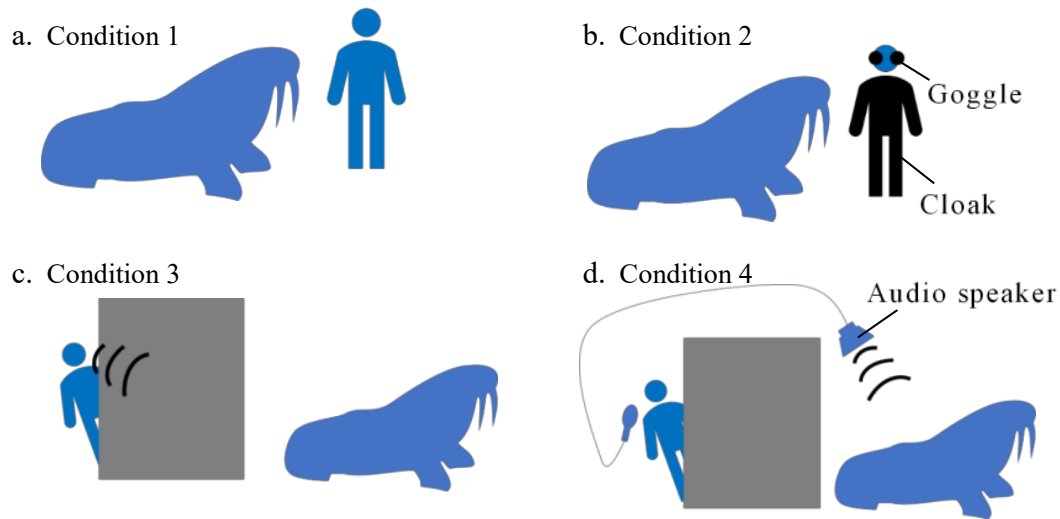 a. Condition 1
b. Condition 2
Goggle
Cloak
c. Condition 3
d. Condition 4
Audio speaker